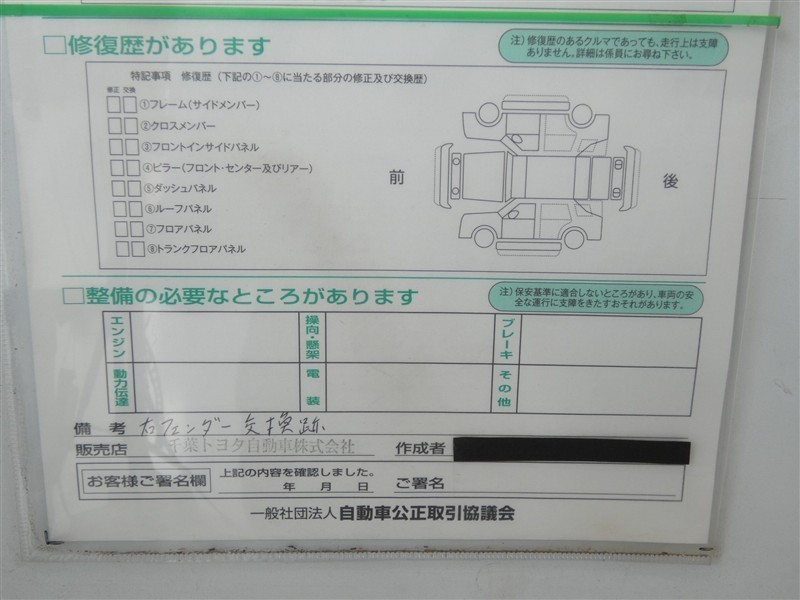 □修復歴があります
注）修復歴のあるクルマであっても、走行上は支障
ありません。詳細は係員にお尋ね下さい。
特記事項 修復歴（下記の①〜⑧に当たる部分の修正及び交換歴）
修正 交換
□□①フレーム（サイドメンバー）
□□②クロスメンバー
□□③フロントインサイドパネル
□□④ピラー（フロント・センター及びリアー）
□□⑤ダッシュパネル
□□⑥ルーフパネル
□□⑦フロアパネル
□□⑧トランクフロアパネル
前
後
□整備の必要なところがあります
注）保安基準に適合しないところがあり、車両の安
全な運行に支障をきたすおそれがあります。
エンジン
操向・懸架
ブレーキ
動力伝達
電装
その他
備考 右フェンダー交換跡
販売店 千葉トヨタ自動車株式会社 作成者
お客様ご署名欄
上記の内容を確認しました。
年 月 日 ご署名
一般社団法人 自動車公正取引協議会